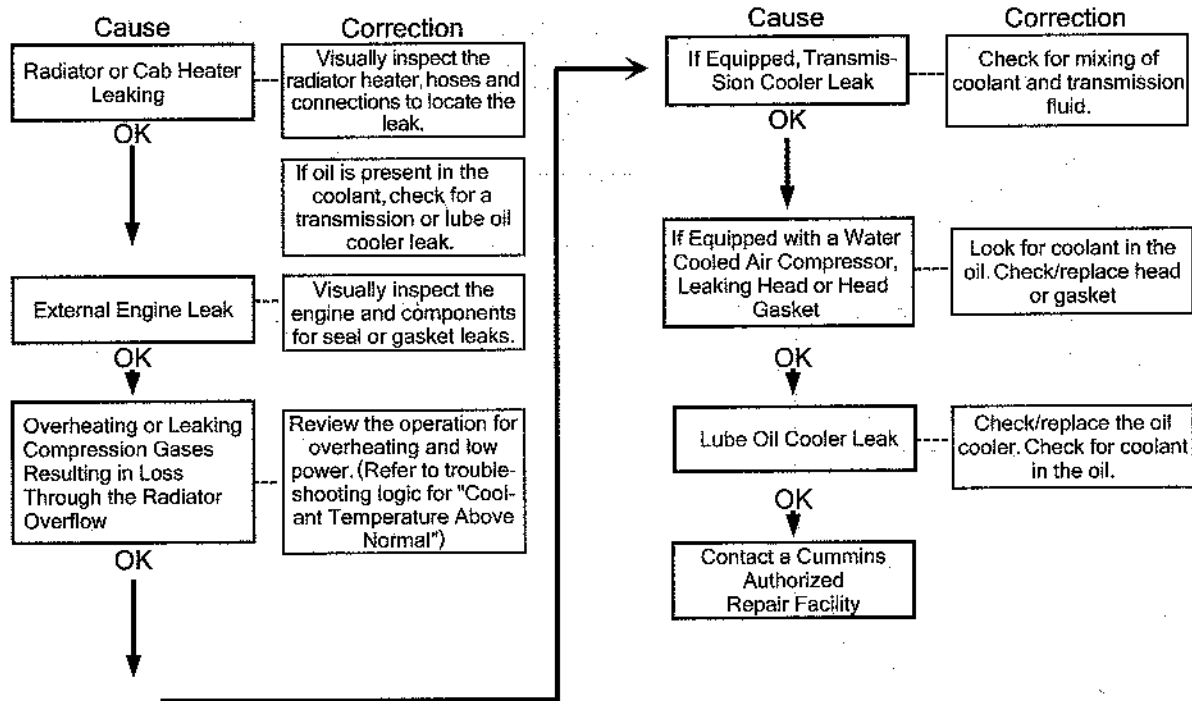 Cause
Correction
Radiator or Cab Heater
Leaking
Visually inspect the
radiator heater, hoses and
connections to locate the
leak.
OK
If oil is present in the
coolant, check for a
transmission or lube oil
cooler leak.
External Engine Leak
Visually inspect the
engine and components
for seal or gasket leaks.
OK
Overheating or Leaking
Compression Gases
Resulting in Loss
Through the Radiator
Overflow
Review the operation for
overheating and low
power. (Refer to trouble-
shooting logic for "Cool-
ant Temperature Above
Normal")
OK
Cause
Correction
If Equipped, Transmis-
Sion Cooler Leak
Check for mixing of
coolant and transmission
fluid.
OK
If Equipped with a Water
Cooled Air Compressor,
Leaking Head or Head
Gasket
Look for coolant in the
oil. Check/replace head
or gasket
OK
Lube Oil Cooler Leak
Check/replace the oil
cooler. Check for coolant
in the oil.
OK
Contact a Cummins
Authorized
Repair Facility